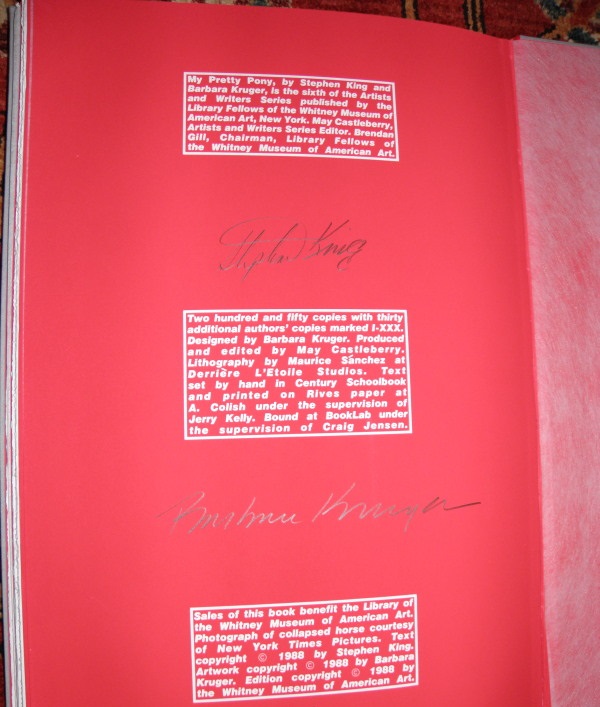 My Pretty Pony, by Stephen King and
Barbara Kruger, is the sixth of the Artists
and Writers Series published by the
Library Fellows of the Whitney Museum of
American Art, New York. May Castleberry,
Artists and Writers Series Editor. Brendan
Gill, Chairman, Library Fellows of
the Whitney Museum of American Art.
Stephen King
Two hundred and fifty copies with thirty
additional authors' copies marked I-XXX.
Designed by Barbara Kruger. Produced
and edited by May Castleberry.
Lithography by Maurice Sánchez at
Derrière L'Etoile Studios. Text
set by hand in Century Schoolbook
and printed on Rives paper at
A. Colish under the supervision of
Jerry Kelly. Bound at BookLab under
the supervision of Craig Jensen.
Barbara Kruger
Sales of this book benefit the Library of
the Whitney Museum of American Art.
Photograph of collapsed horse courtesy
of New York Times Pictures. Text
copyright © 1988 by Stephen King.
Artwork copyright © 1988 by Barbara
Kruger. Edition copyright © 1988 by
the Whitney Museum of American Art.